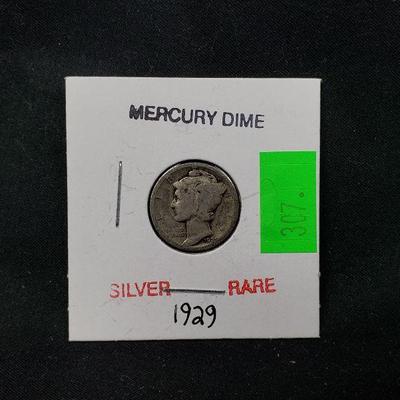 MERCURY DIME
307.
SILVER RARE
1929